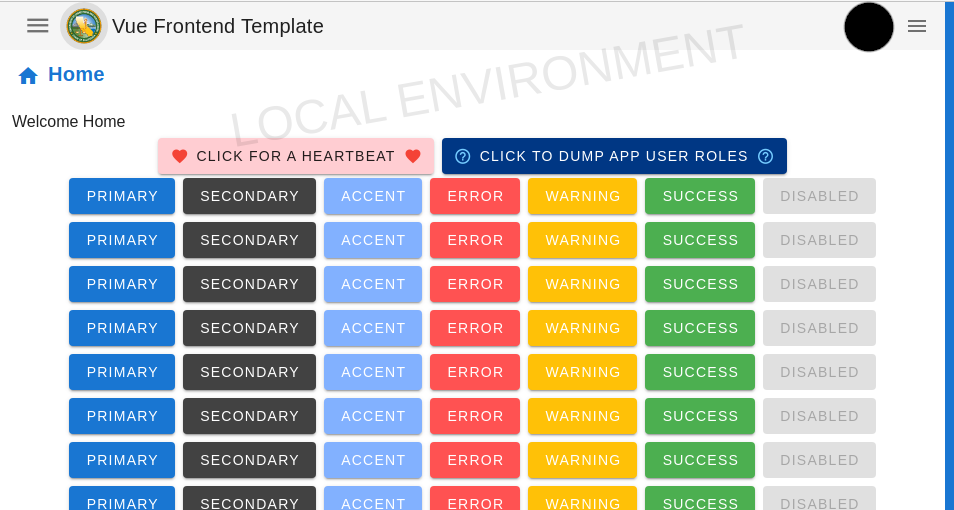 Vue Frontend Template
LOCAL ENVIRONMENT
Home
Welcome Home
CLICK FOR A HEARTBEAT CLICK TO DUMP APP USER ROLES
PRIMARY SECONDARY ACCENT ERROR WARNING SUCCESS DISABLED
PRIMARY SECONDARY ACCENT ERROR WARNING SUCCESS DISABLED
PRIMARY SECONDARY ACCENT ERROR WARNING SUCCESS DISABLED
PRIMARY SECONDARY ACCENT ERROR WARNING SUCCESS DISABLED
PRIMARY SECONDARY ACCENT ERROR WARNING SUCCESS DISABLED
PRIMARY SECONDARY ACCENT ERROR WARNING SUCCESS DISABLED
PRIMARY SECONDARY ACCENT ERROR WARNING SUCCESS DISABLED
PRIMARY SECONDARY ACCENT ERROR WARNING SUCCESS DISABLED